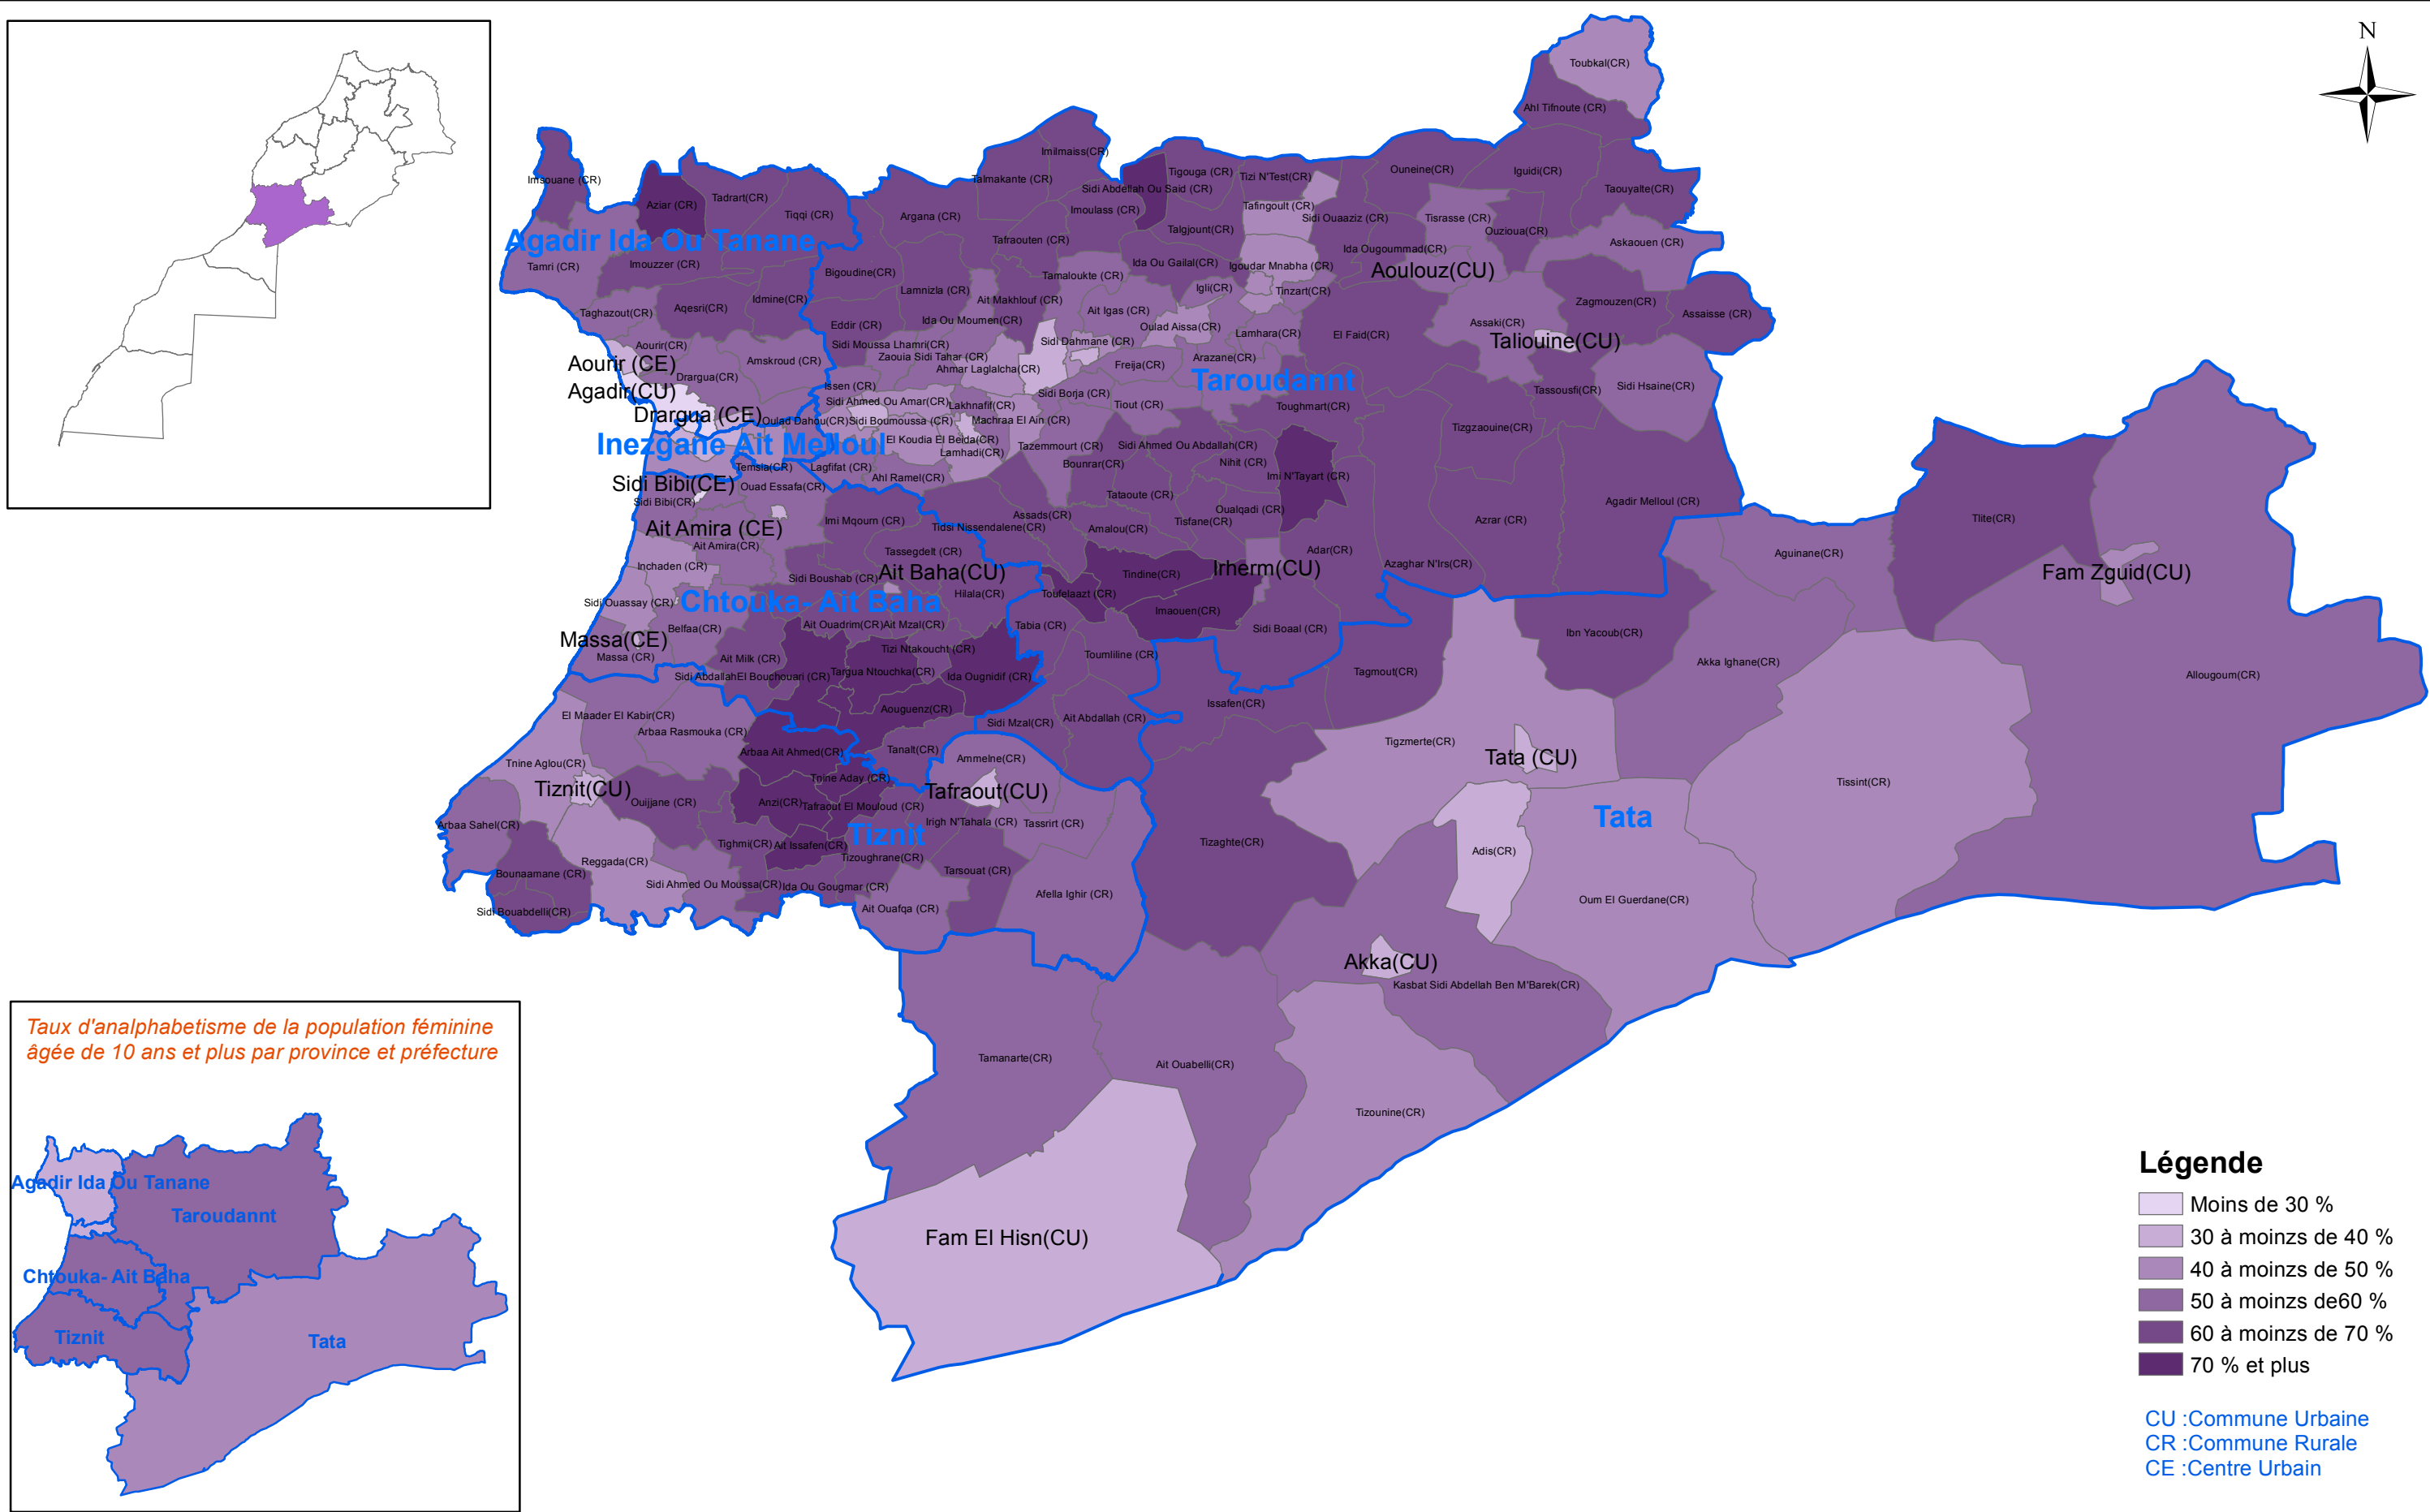 N
Toubkal(CR)
Ahl Tifnoute (CR)
Imilmaiss(CR)
Imsouane (CR)
Talmakante (CR)
Tigouga (CR)
Tizi N'Test(CR)
Ouneine(CR)
Iguidi(CR)
Taouyalte(CR)
Sidi Abdellah Ou Said (CR)
Aziar (CR)
Tadrart(CR)
Tiqqi (CR)
Argana (CR)
Imoulass (CR)
Tafingoult (CR)
Sidi Ouaaziz (CR)
Tisrasse (CR)
Talgjount(CR)
Ouzioua(CR)
Agadir Ida Ou Tanane
Tafraouten (CR)
Askaouen (CR)
Ida Ougoummad(CR)
Tamri (CR)
Imouzzer (CR)
Bigoudine(CR)
Tamaloukte (CR)
Ida Ou Gailal(CR)
Igoudar Mnabha (CR)
Aoulouz(CU)
Lamnizla (CR)
Igli(CR)
Tinzart(CR)
Idmine(CR)
Ait Makhlouf (CR)
Zagmouzen(CR)
Taghazout(CR)
Aqesri(CR)
Ait Igas (CR)
Assaisse (CR)
Eddir (CR)
Ida Ou Moumen(CR)
Oulad Aissa(CR)
Lamhara(CR)
El Faid(CR)
Assaki(CR)
Aourir(CR)
Sidi Moussa Lhamri(CR)
Sidi Dahmane (CR)
Taliouine(CU)
Aourir (CE)
Amskroud (CR)
Zaouia Sidi Tahar (CR)
Ahmar Laglalcha(CR)
Freija(CR)
Arazane(CR)
Drargua(CR)
Agadir(CU)
Issen (CR)
Taroudannt
Sidi Hsaine(CR)
Tassousfi(CR)
Sidi Borja (CR)
Sidi Ahmed Ou Amar(CR)
Lakhnafif(CR)
Tiout (CR)
Toughmart(CR)
Drargua (CE)
Oulad Dahou(CR)
Sidi Boumoussa (CR)
Machraa El Ain (CR)
Tizgzaouine(CR)
Inezgane Ait Melloul
El Koudia El Beida(CR)
Lamhadi(CR)
Tazemmourt (CR)
Sidi Ahmed Ou Abdallah(CR)
Temsia(CR)
Lagfifat (CR)
Bounrar(CR)
Nihit (CR)
Imi N'Tayart (CR)
Ahl Ramel(CR)
Sidi Bibi(CE)
Ouad Essafa(CR)
Sidi Bibi(CR)
Tataoute (CR)
Agadir Melloul (CR)
Oualqadi (CR)
Assads(CR)
Imi Mqourn (CR)
Tidsi Nissendalene(CR)
Amalou(CR)
Tisfane(CR)
Azrar (CR)
Tlite(CR)
Ait Amira (CE)
Ait Amira(CR)
Tassegdelt (CR)
Adar(CR)
Aguinane(CR)
Inchaden (CR)
Azaghar N'Irs(CR)
Sidi Boushab (CR)
Ait Baha(CU)
Tindine(CR)
Irherm(CU)
Fam Zguid(CU)
Hilala(CR)
Toufelaazt (CR)
Sidi Ouassay (CR)
Chtouka- Ait Baha
Imaouen(CR)
Belfaa(CR)
Ait Ouadrim(CR)
Ait Mzal(CR)
Tabia (CR)
Sidi Boaal (CR)
Ibn Yacoub(CR)
Massa(CE)
Massa (CR)
Ait Milk (CR)
Tizi Ntakoucht (CR)
Toumliline (CR)
Akka Ighane(CR)
Sidi AbdallahEl Bouchouari (CR)
Targua Ntouchka(CR)
Ida Ougnidif (CR)
Tagmout(CR)
Allougoum(CR)
Issafen(CR)
Aouguenz(CR)
El Maader El Kabir(CR)
Sidi Mzal(CR)
Ait Abdallah (CR)
Arbaa Rasmouka (CR)
Tigzmerte(CR)
Arbaa Ait Ahmed(CR)
Tanalt(CR)
Ammelne(CR)
Tata (CU)
Tnine Aglou(CR)
Tnine Aday (CR)
Tissint(CR)
Tiznit(CU)
Tafraout(CU)
Ouijjane (CR)
Anzi(CR)
Tafraout El Mouloud (CR)
Tata
Arbaa Sahel(CR)
Irigh N'Tahala (CR)
Tassrirt (CR)
Tiznit
Tighmi(CR)
Ait Issafen(CR)
Tizaghte(CR)
Adis(CR)
Reggada(CR)
Tizoughrane(CR)
Bounaamane (CR)
Tarsouat (CR)
Sidi Ahmed Ou Moussa(CR)
Ida Ou Gougmar (CR)
Afella Ighir (CR)
Oum El Guerdane(CR)
Sidi Bouabdelli(CR)
Ait Ouafqa (CR)
Akka(CU)
Kasbat Sidi Abdellah Ben M'Barek(CR)
Tamanarte(CR)
Ait Ouabelli(CR)
Tizounine(CR)
Fam El Hisn(CU)
Taux d'analphabetisme de la population féminine
âgée de 10 ans et plus par province et préfecture
Agadir Ida Ou Tanane
Taroudannt
Chtouka- Ait Baha
Tiznit
Tata
Légende
Moins de 30 %
30 à moinzs de 40 %
40 à moinzs de 50 %
50 à moinzs de60 %
60 à moinzs de 70 %
70 % et plus
CU :Commune Urbaine
CR :Commune Rurale
CE :Centre Urbain